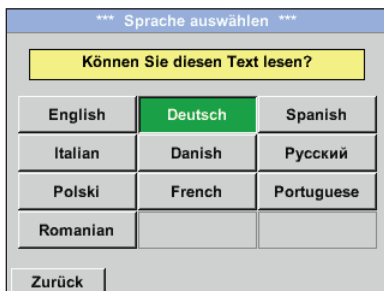 *** Sprache auswählen ***
Können Sie diesen Text lesen?
English Deutsch Spanish
Italian Danish Русский
Polski French Portuguese
Romanian
Zurück